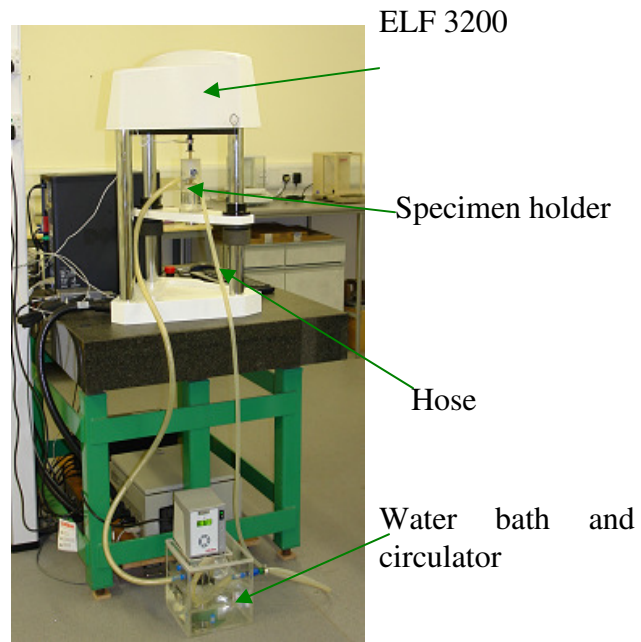 ELF 3200
Specimen holder
Hose
Water bath and
circulator